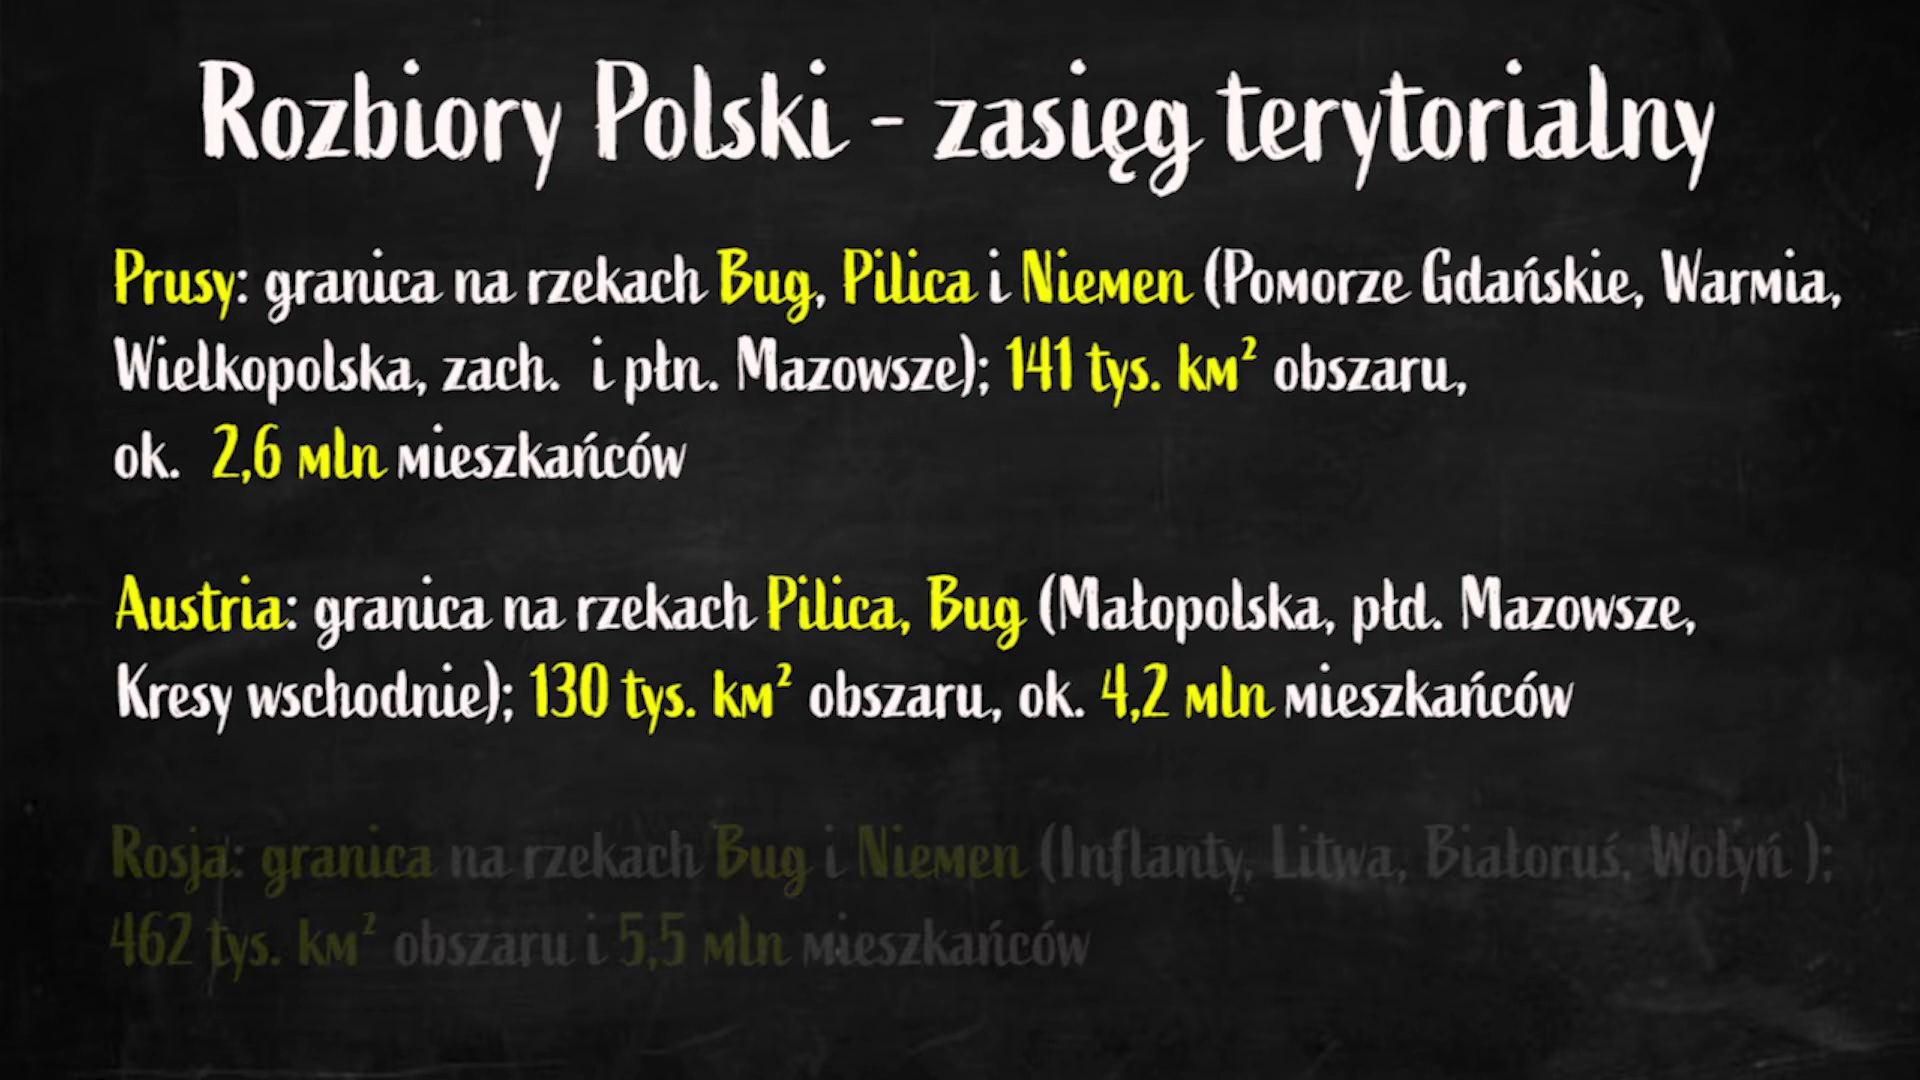 Rozbiory Polski - zasięg terytorialny
Prusy: granica na rzekach Bug, Pilica i Niemen (Pomorze Gdańskie, Warmia,
Wielkopolska, zach. i płn. Mazowsze); 141 tys. km² obszaru,
ok. 2,6 mln mieszkańców
Austria: granica na rzekach Pilica, Bug (Małopolska, płd. Mazowsze,
Kresy wschodnie); 130 tys. km² obszaru, ok. 4,2 mln mieszkańców
Rosja: granica na rzekach Bug i Niemen (Inflanty, Litwa, Białoruś, Wołyń );
462 tys. km² obszaru i 5,5 mln mieszkańców